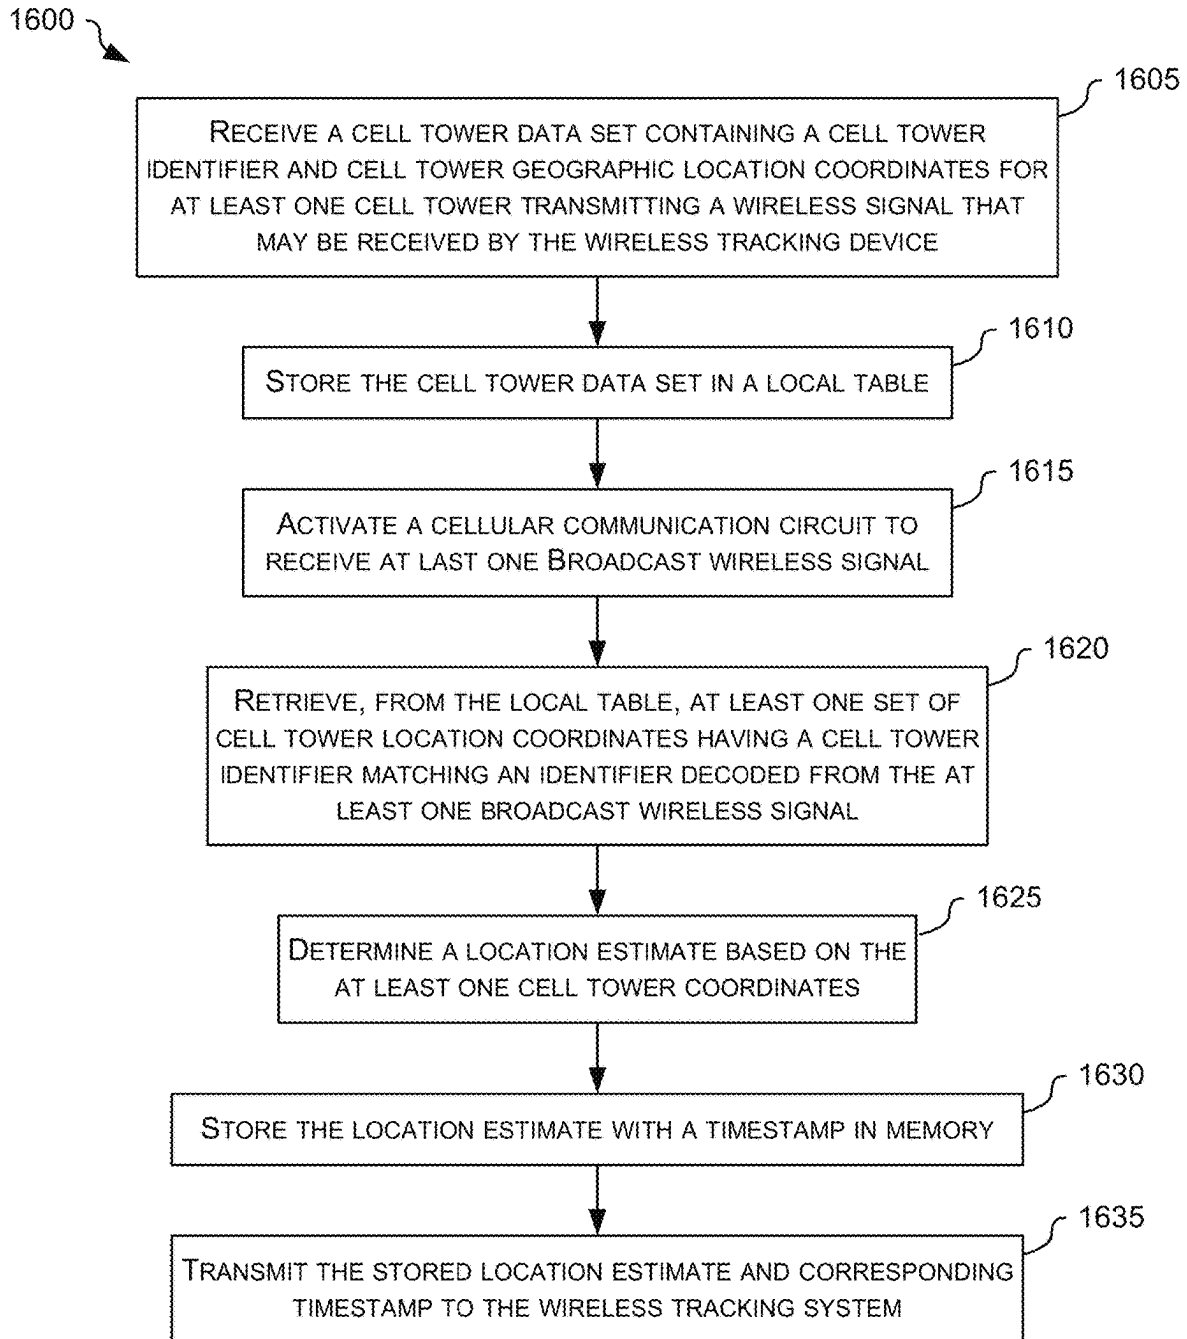 1600
1605
RECEIVE A CELL TOWER DATA SET CONTAINING A CELL TOWER
IDENTIFIER AND CELL TOWER GEOGRAPHIC LOCATION COORDINATES FOR
AT LEAST ONE CELL TOWER TRANSMITTING A WIRELESS SIGNAL THAT
MAY BE RECEIVED BY THE WIRELESS TRACKING DEVICE
1610
STORE THE CELL TOWER DATA SET IN A LOCAL TABLE
1615
ACTIVATE A CELLULAR COMMUNICATION CIRCUIT TO
RECEIVE AT LAST ONE BROADCAST WIRELESS SIGNAL
1620
RETRIEVE, FROM THE LOCAL TABLE, AT LEAST ONE SET OF
CELL TOWER LOCATION COORDINATES HAVING A CELL TOWER
IDENTIFIER MATCHING AN IDENTIFIER DECODED FROM THE AT
LEAST ONE BROADCAST WIRELESS SIGNAL
1625
DETERMINE A LOCATION ESTIMATE BASED ON THE
AT LEAST ONE CELL TOWER COORDINATES
1630
STORE THE LOCATION ESTIMATE WITH A TIMESTAMP IN MEMORY
1635
TRANSMIT THE STORED LOCATION ESTIMATE AND CORRESPONDING
TIMESTAMP TO THE WIRELESS TRACKING SYSTEM